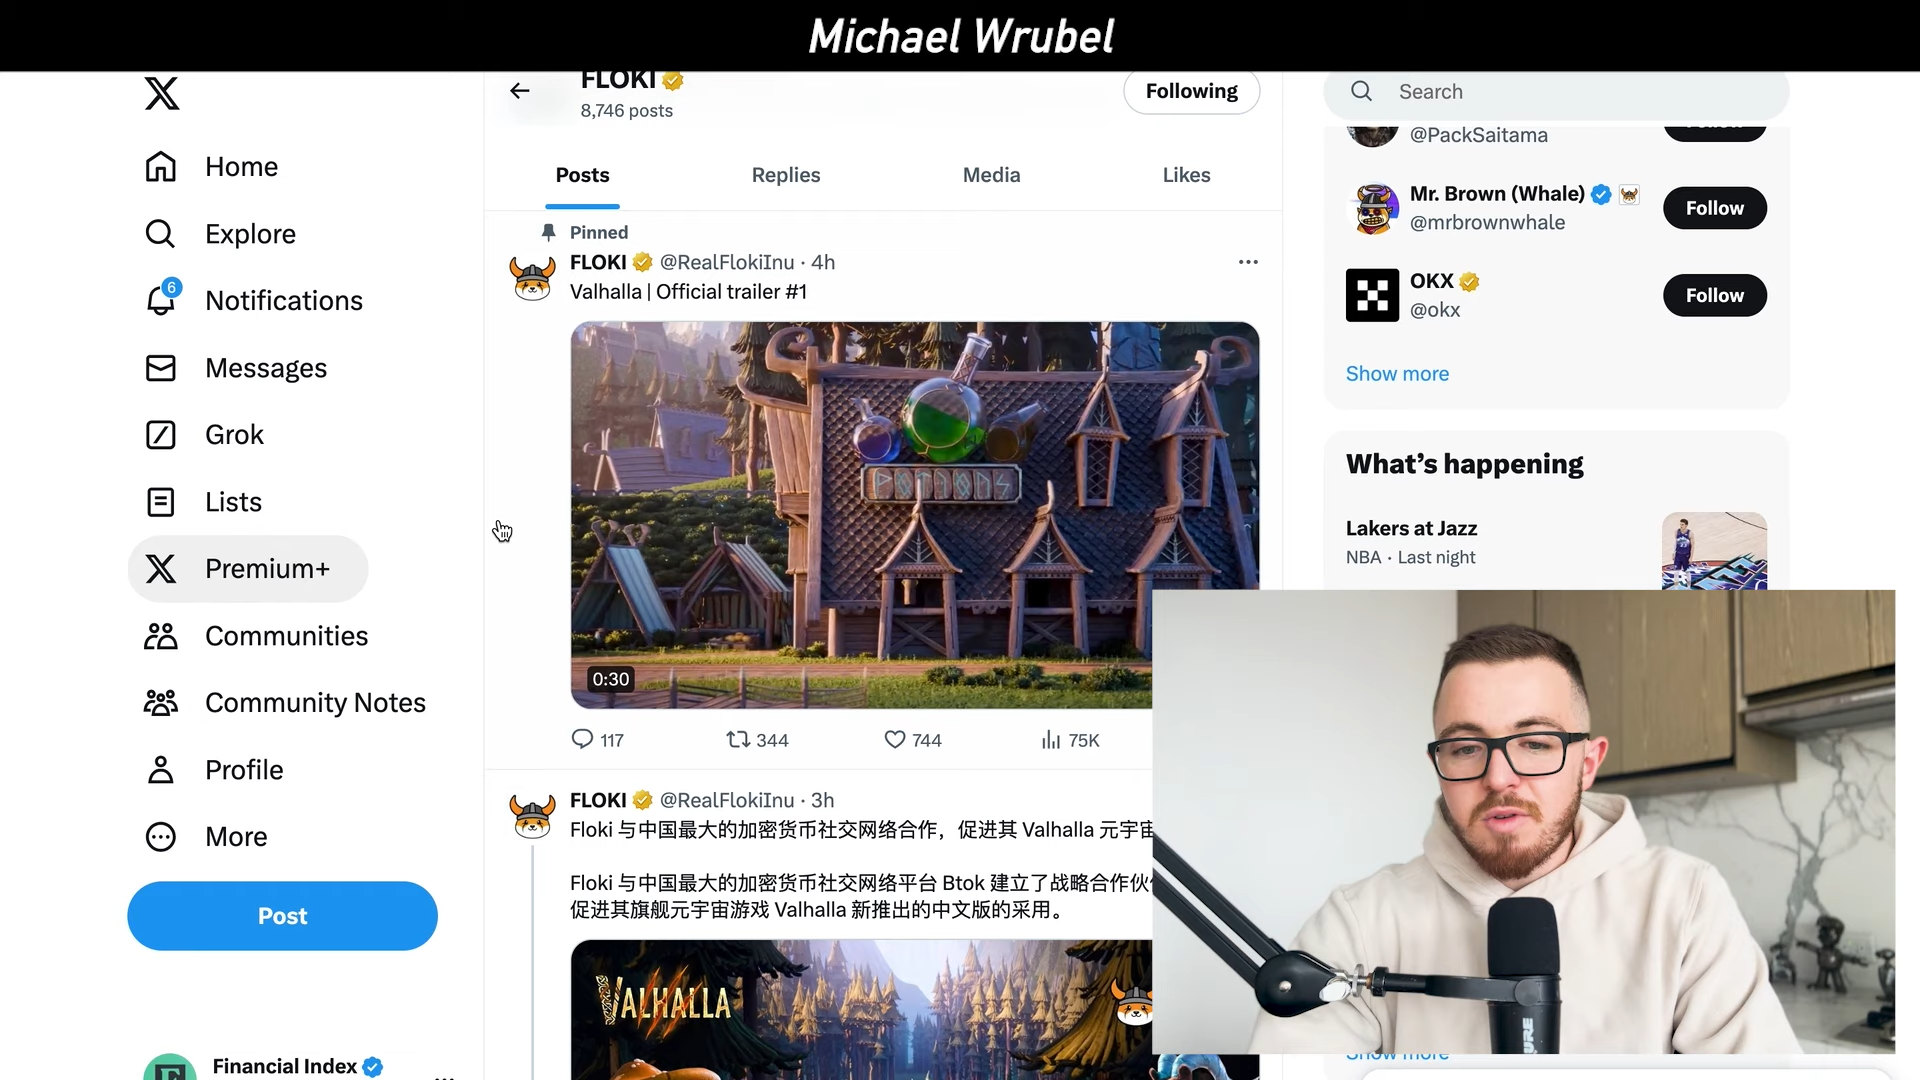 Michael Wrubel
FLOKI
8,746 posts
Following
Search
@PackSaitama
Home
Explore
6
Notifications
Messages
Grok
Lists
Premium+
Communities
Community Notes
Profile
More
Post
Financial Index
Posts
Replies
Media
Likes
Pinned
FLOKI @RealFlokiInu · 4h
Valhalla | Official trailer #1
POTIONS
0:30
117
344
744
75K
FLOKI @RealFlokiInu · 3h
Floki 与中国最大的加密货币社交网络合作，促进其 Valhalla 元宇宙
Floki 与中国最大的加密货币社交网络平台 Btok 建立了战略合作伙
促进其旗舰元宇宙游戏 Valhalla 新推出的中文版的采用。
VALHALLA
Mr. Brown (Whale)
@mrbrownwhale
Follow
OKX
@okx
Follow
Show more
What’s happening
Lakers at Jazz
NBA · Last night
Show more